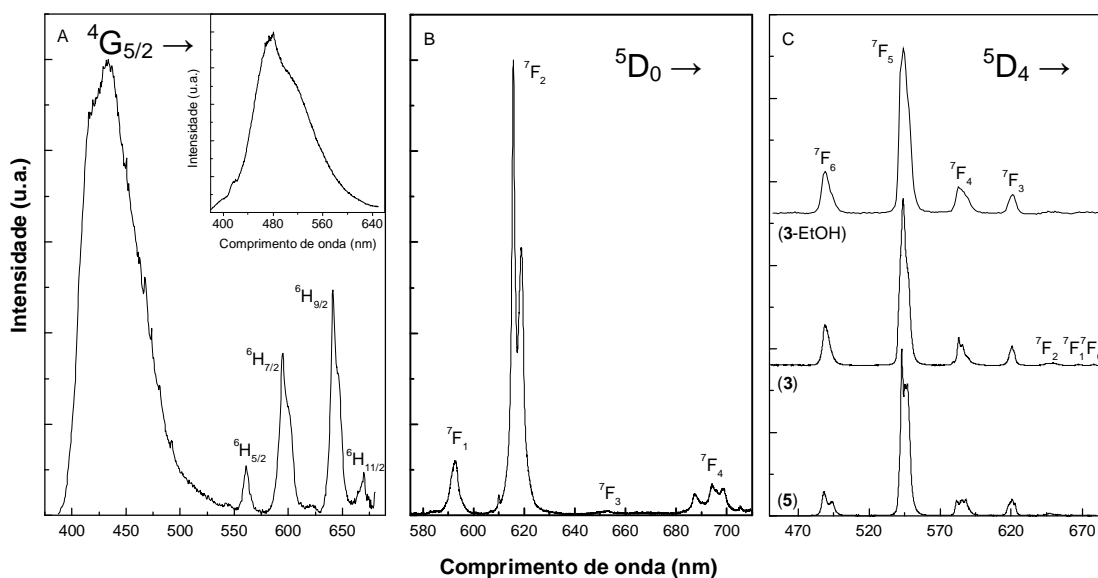 Intensidade (u.a.)
A
⁴G₅/₂ →
Intensidade (u.a.)
400 480 560 640
Comprimento de onda (nm)
⁶H₅/₂
⁶H₇/₂
⁶H₉/₂
⁶H₁₁/₂
375 400 450 500 550 600 650
B
⁵D₀ →
⁷F₂
⁷F₁
⁷F₃
⁷F₄
580 600 620 640 660 680 700
C
⁵D₄ →
⁷F₅
⁷F₆
⁷F₄
⁷F₃
(3-EtOH)
⁷F₂ ⁷F₁ ⁷F
(3)
(5)
470 520 570 620 670
Comprimento de onda (nm)